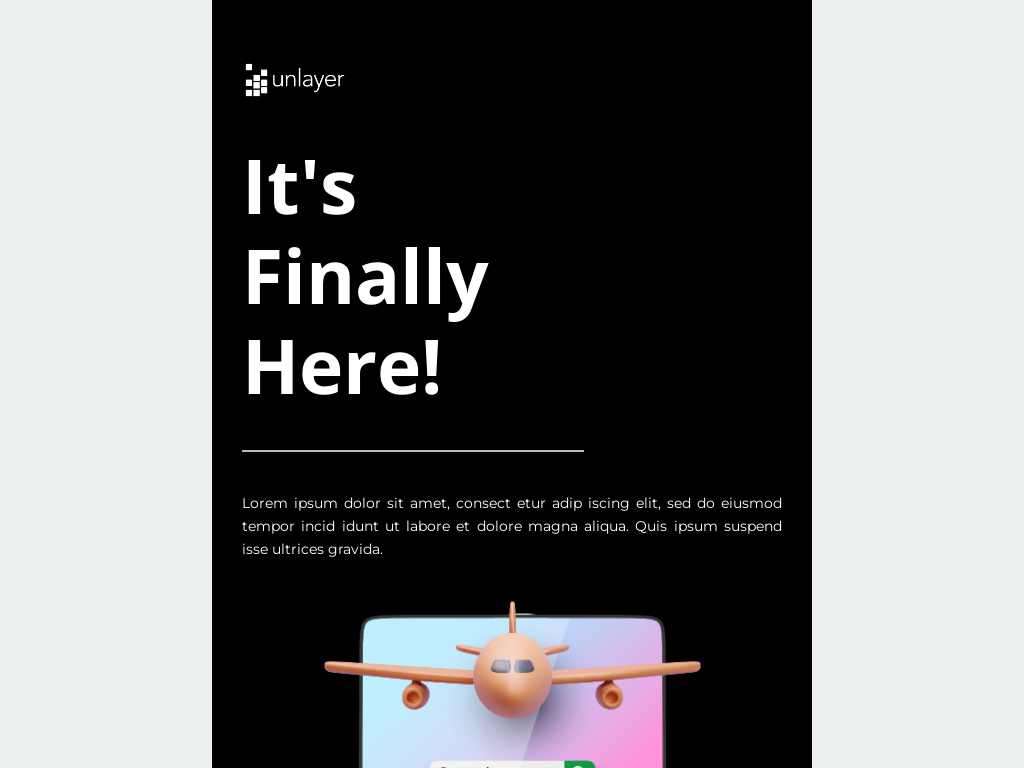 unlayer
It's
Finally
Here!
Lorem ipsum dolor sit amet, consect etur adip iscing elit, sed do eiusmod
tempor incid idunt ut labore et dolore magna aliqua. Quis ipsum suspend
isse ultrices gravida.